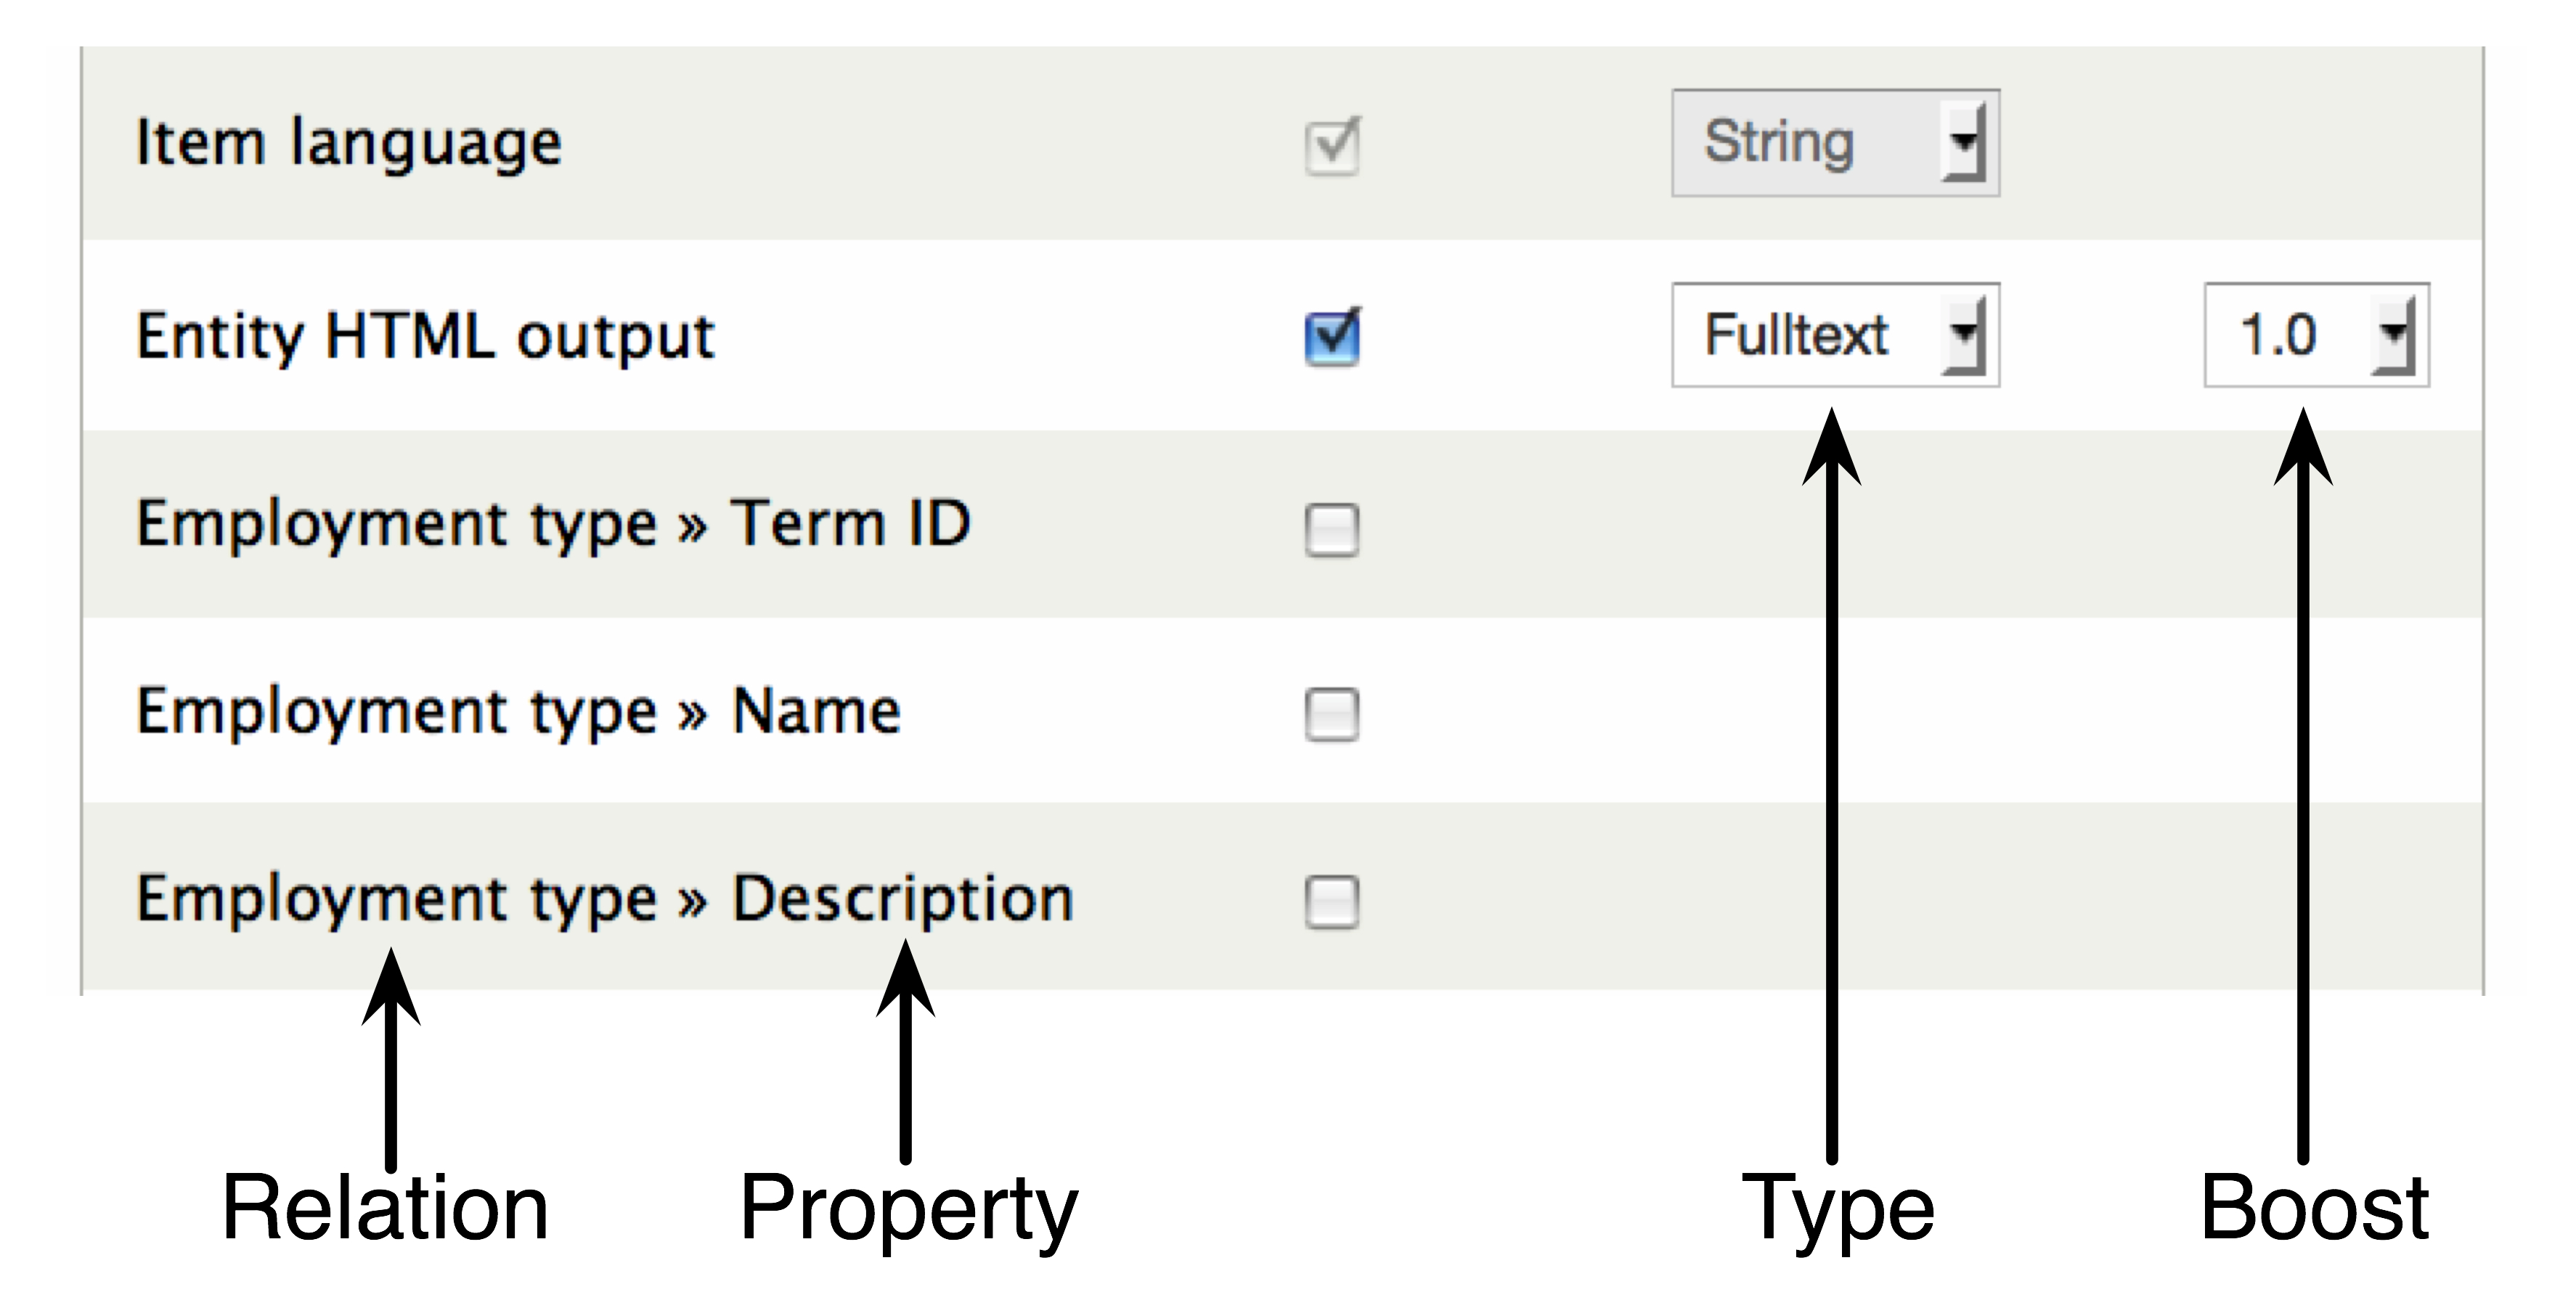 Item language String
Entity HTML output Fulltext 1.0
Employment type » Term ID
Employment type » Name
Employment type » Description
Relation Property Type Boost